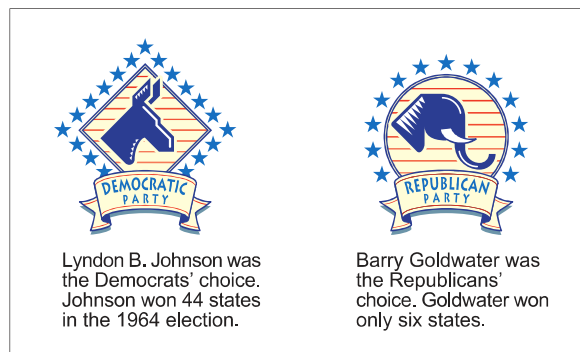 DEMOCRATIC
PARTY
Lyndon B. Johnson was
the Democrats' choice.
Johnson won 44 states
in the 1964 election.
REPUBLICAN
PARTY
Barry Goldwater was
the Republicans'
choice. Goldwater won
only six states.